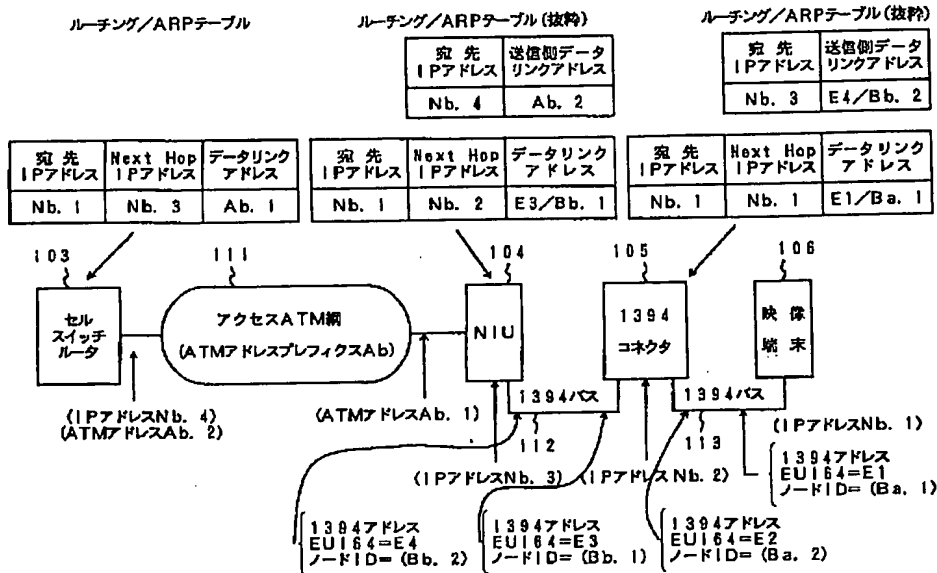 ルーチング/ARPテーブル
ルーチング/ARPテーブル(抜粋)
ルーチング/ARPテーブル(抜粋)
宛先
IPアドレス
送信側データ
リンクアドレス
Nb. 4
Ab. 2
宛先
IPアドレス
送信側データ
リンクアドレス
Nb. 3
E4/Bb. 2
宛先
IPアドレス
Next Hop
IPアドレス
データリンク
アドレス
Nb. 1
Nb. 3
Ab. 1
宛先
IPアドレス
Next Hop
IPアドレス
データリンク
アドレス
Nb. 1
Nb. 2
E3/Bb. 1
宛先
IPアドレス
Next Hop
IPアドレス
データリンク
アドレス
Nb. 1
Nb. 1
E1/Ba. 1
103
111
104
105
106
セル
スイッチ
ルータ
アクセスATM網
(ATMアドレスプレフィクスAb)
NIU
1394
コネクタ
映像
端末
1394バス
1394バス
112
113
(IPアドレスNb. 4)
(ATMアドレスAb. 2)
(ATMアドレスAb. 1)
(IPアドレスNb. 3)
(IPアドレスNb. 2)
(IPアドレスNb. 1)
1394アドレス
EUI64=E1
ノードID=(Ba. 1)
1394アドレス
EUI64=E4
ノードID=(Bb. 2)
1394アドレス
EUI64=E3
ノードID=(Bb. 1)
1394アドレス
EUI64=E2
ノードID=(Ba. 2)